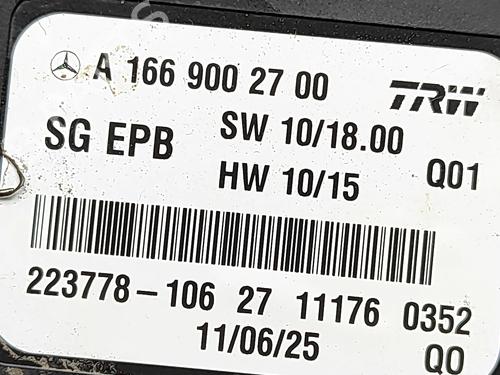 A 166 900 27 00 TRW
SG EPB SW 10/18.00 Q01
HW 10/15
223778-106 27 11176 0352
11/06/25 Q0